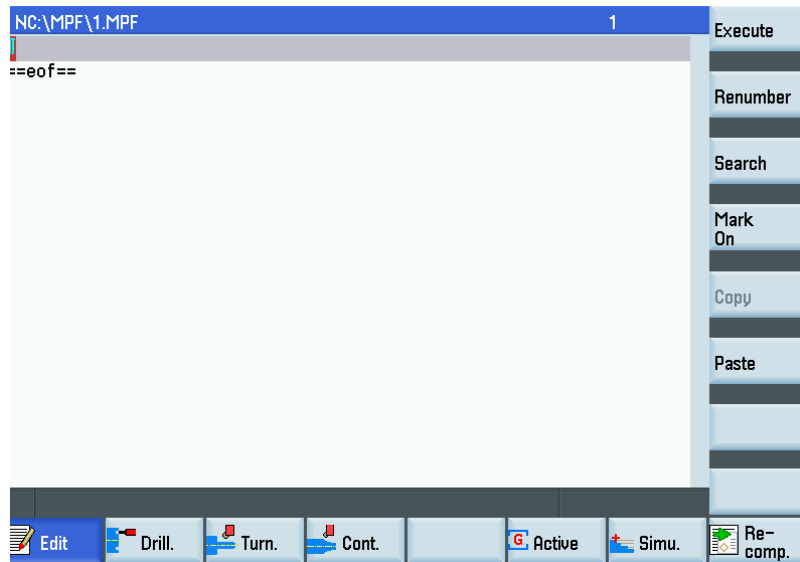 NC:\MPF\1.MPF 1
==eof==
Execute
Renumber
Search
Mark
On
Copy
Paste
Edit
Drill.
Turn.
Cont.
G Active
Simu.
Re-
comp.